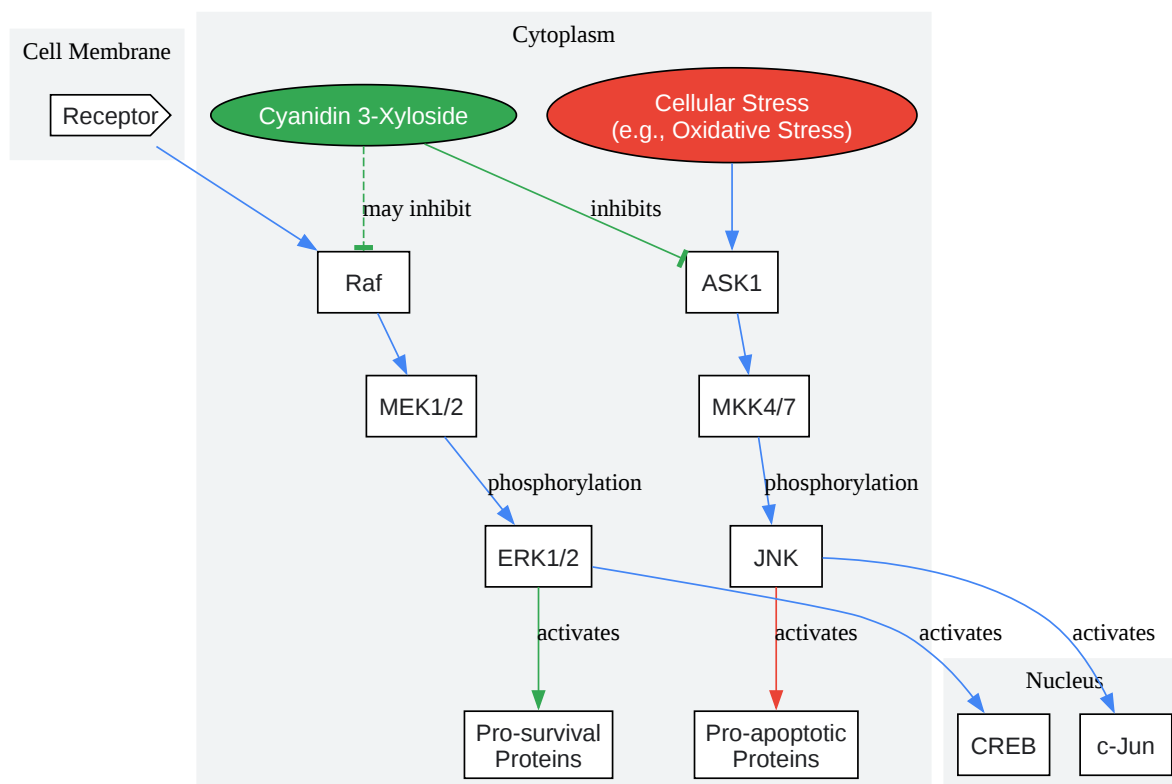 Cell Membrane
Cytoplasm
Receptor
Cyanidin 3-Xyloside
Cellular Stress
(e.g., Oxidative Stress)
may inhibit
inhibits
Raf
ASK1
MEK1/2
MKK4/7
phosphorylation
phosphorylation
ERK1/2
JNK
activates
activates
activates
activates
Nucleus
Pro-survival
Proteins
Pro-apoptotic
Proteins
CREB
c-Jun